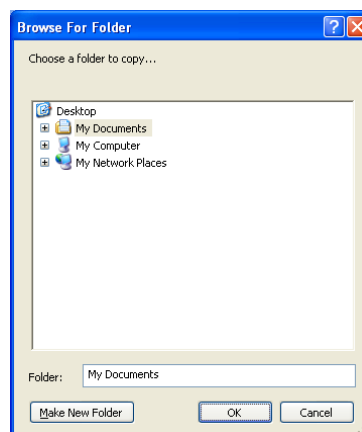 Browse For Folder
Choose a folder to copy...
Desktop
My Documents
My Computer
My Network Places
Folder: My Documents
Make New Folder OK Cancel